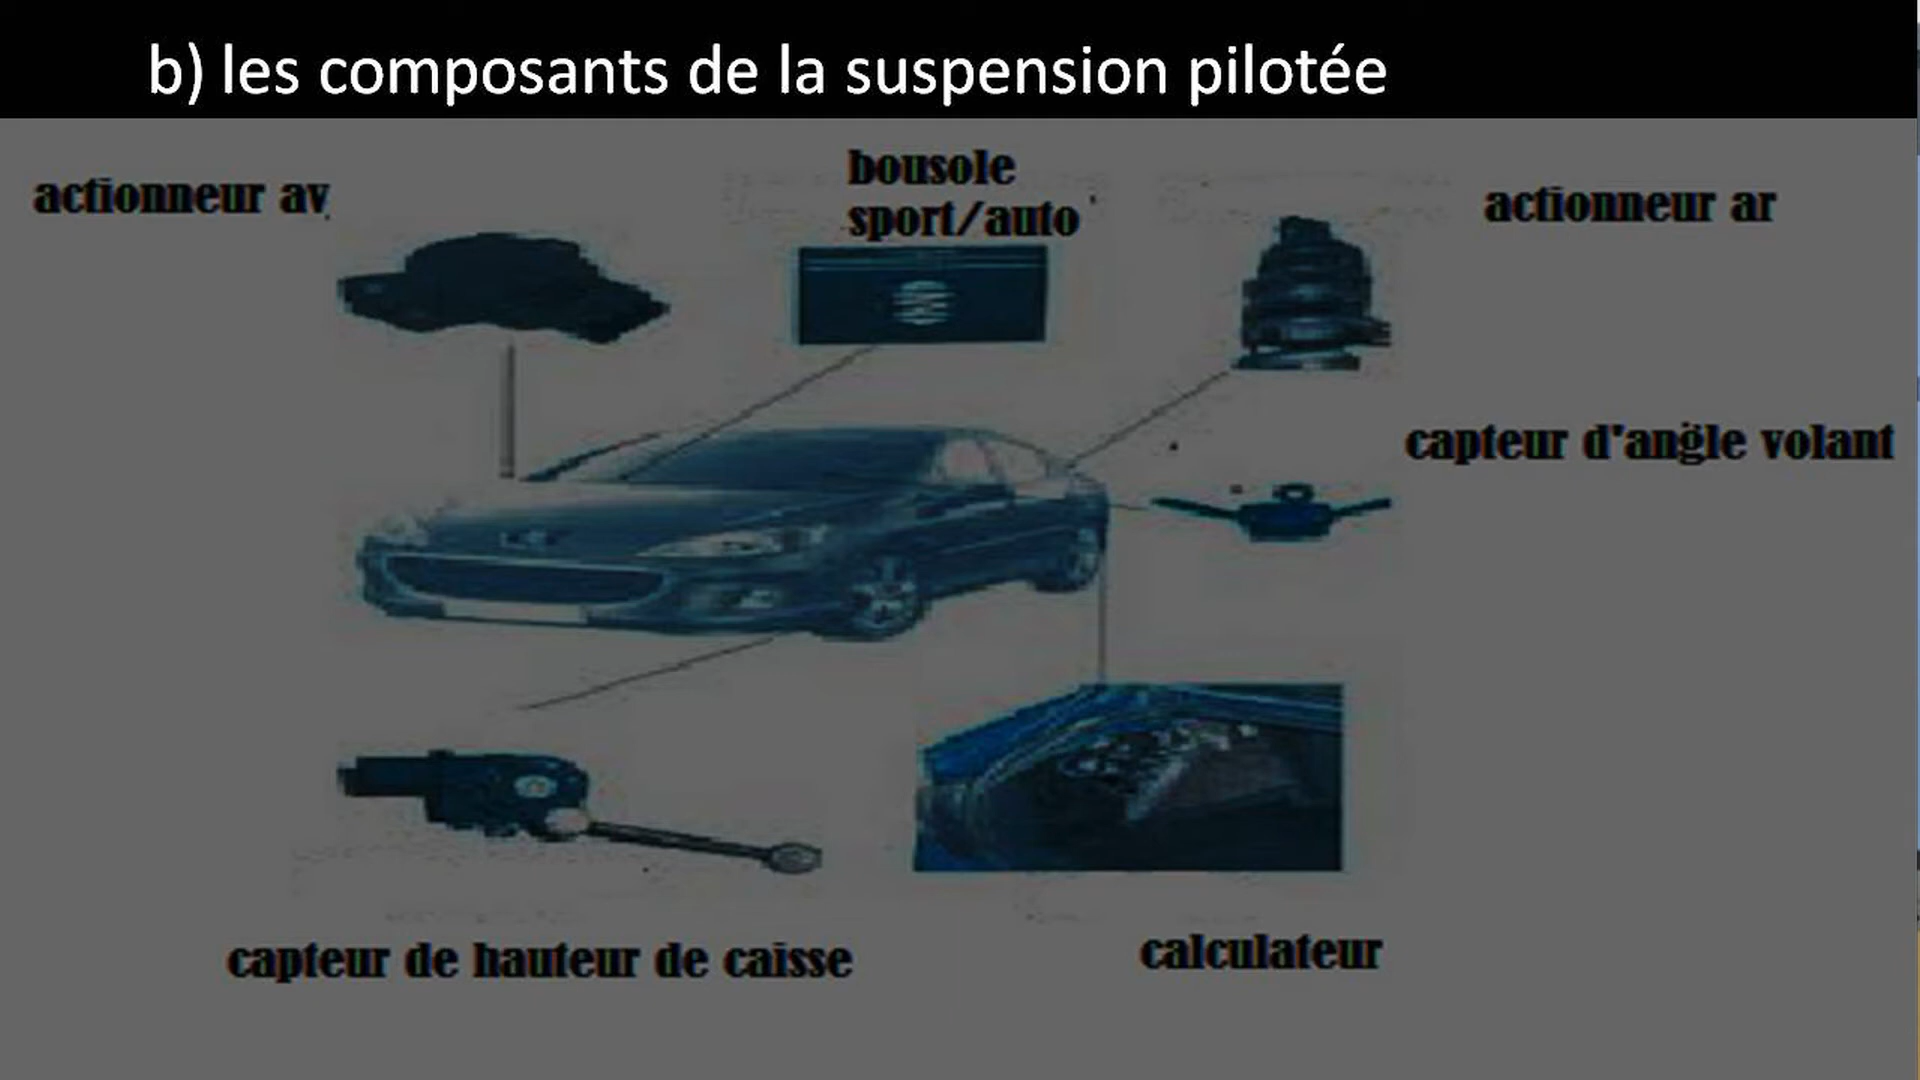 b) les composants de la suspension pilotée
actionneur av
bousole
sport/auto
actionneur ar
capteur d'angle volant
capteur de hauteur de caisse
calculateur